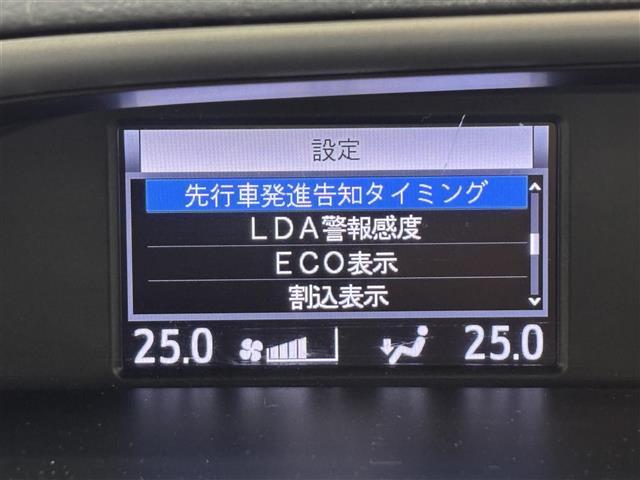 設定
先行車発進告知タイミング
LDA警報感度
ECO表示
割込表示
25.0 25.0